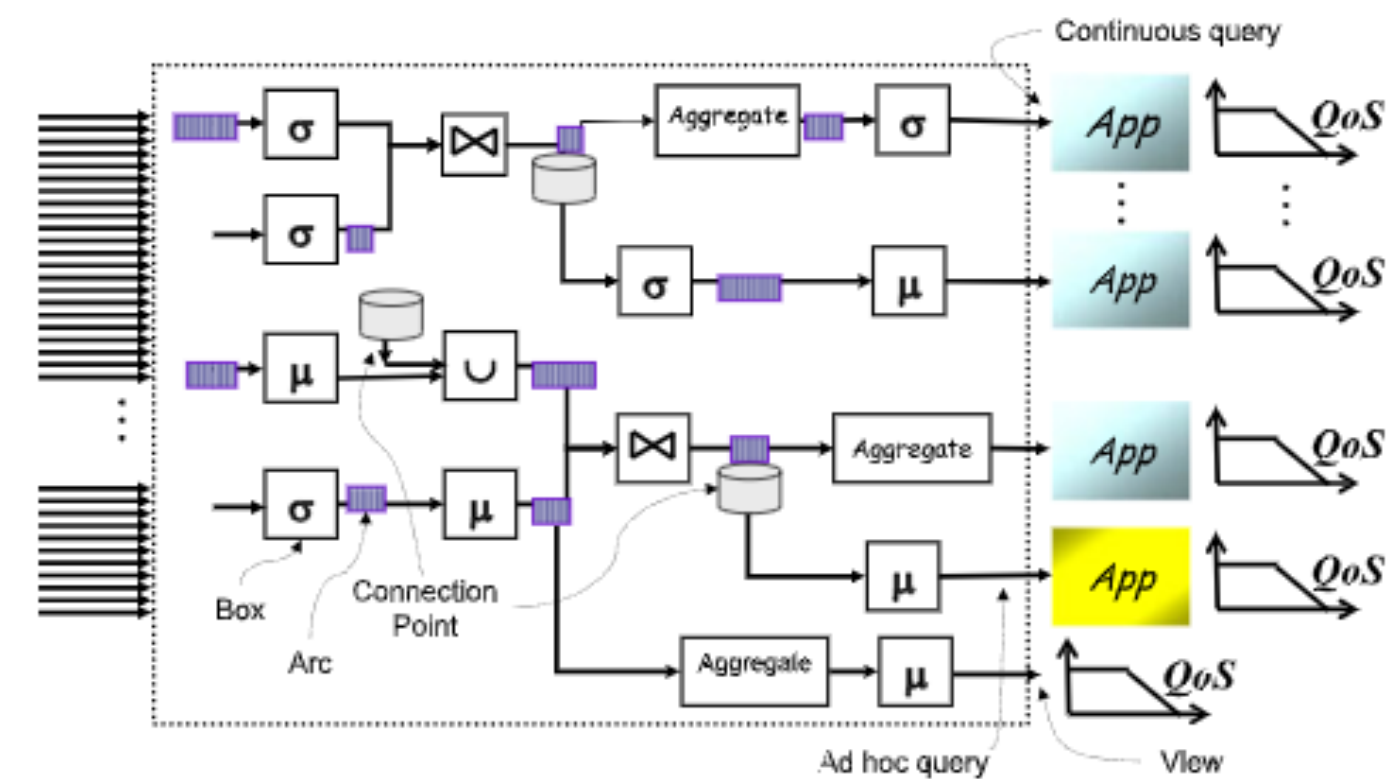 Continuous query
σ
⋈
Aggregate
σ
App
QoS
σ
σ
μ
App
QoS
μ
∪
⋈
Aggregate
App
QoS
σ
μ
μ
App
QoS
Box
Connection
Point
Arc
Aggregate
μ
QoS
Ad hoc query
View